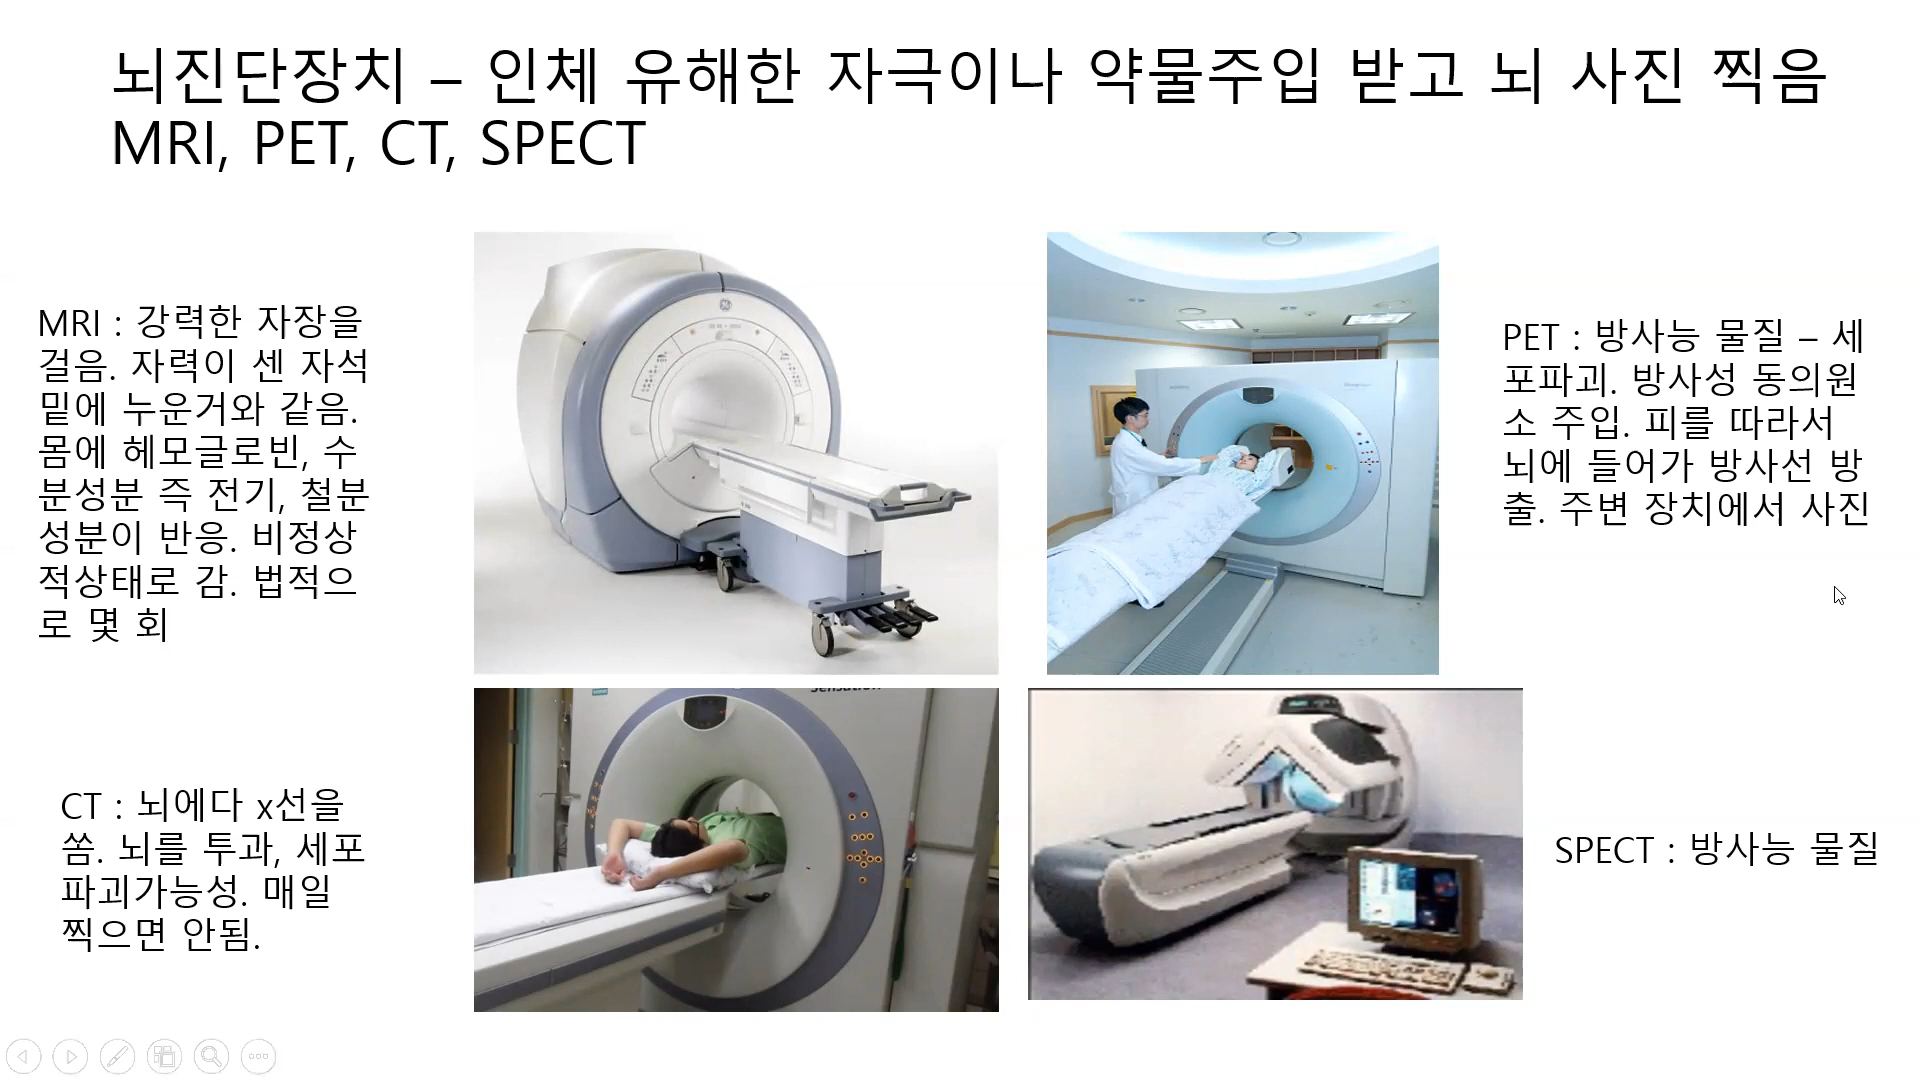 뇌진단장치 – 인체 유해한 자극이나 약물주입 받고 뇌 사진 찍음
MRI, PET, CT, SPECT
MRI : 강력한 자장을
걸음. 자력이 센 자석
밑에 누운거와 같음.
몸에 헤모글로빈, 수
분성분 즉 전기, 철분
성분이 반응. 비정상
적상태로 감. 법적으
로 몇 회
PET : 방사능 물질 – 세
포파괴. 방사성 동의원
소 주입. 피를 따라서
뇌에 들어가 방사선 방
출. 주변 장치에서 사진
CT : 뇌에다 x선을
쏨. 뇌를 투과, 세포
파괴가능성. 매일
찍으면 안됨.
SPECT : 방사능 물질
Sensation